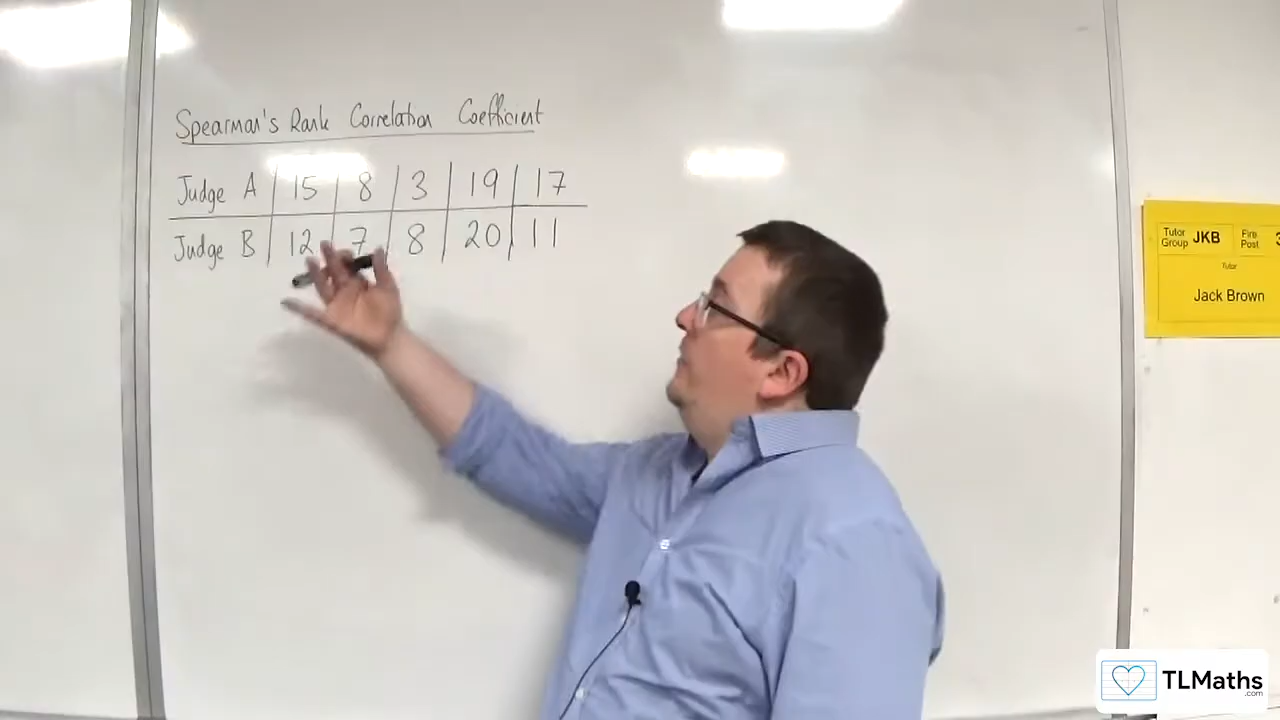 Spearman's Rank Correlation Coefficient
Judge A 15 8 3 19 17
Judge B 12 7 8 20 11
Tutor Group JKB Fire Post 3
Tutor
Jack Brown
TLMaths
.com